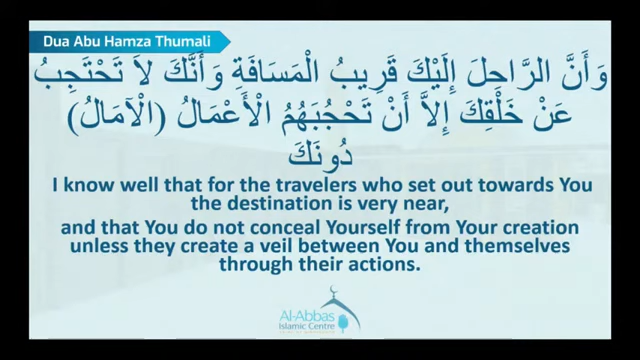 Dua Abu Hamza Thumali
وَأَنَّ الرَّاحِلَ إِلَيْكَ قَرِيبُ الْمَسَافَةِ وَأَنَّكَ لاَ تَحْتَجِبُ
عَنْ خَلْقِكَ إِلاَّ أَنْ تَحْجُبَهُمُ الْأَعْمَالُ (الْآمَالُ)
دُونَكَ
I know well that for the travelers who set out towards You
the destination is very near,
and that You do not conceal Yourself from Your creation
unless they create a veil between You and themselves
through their actions.
Al-Abbas
Islamic Centre